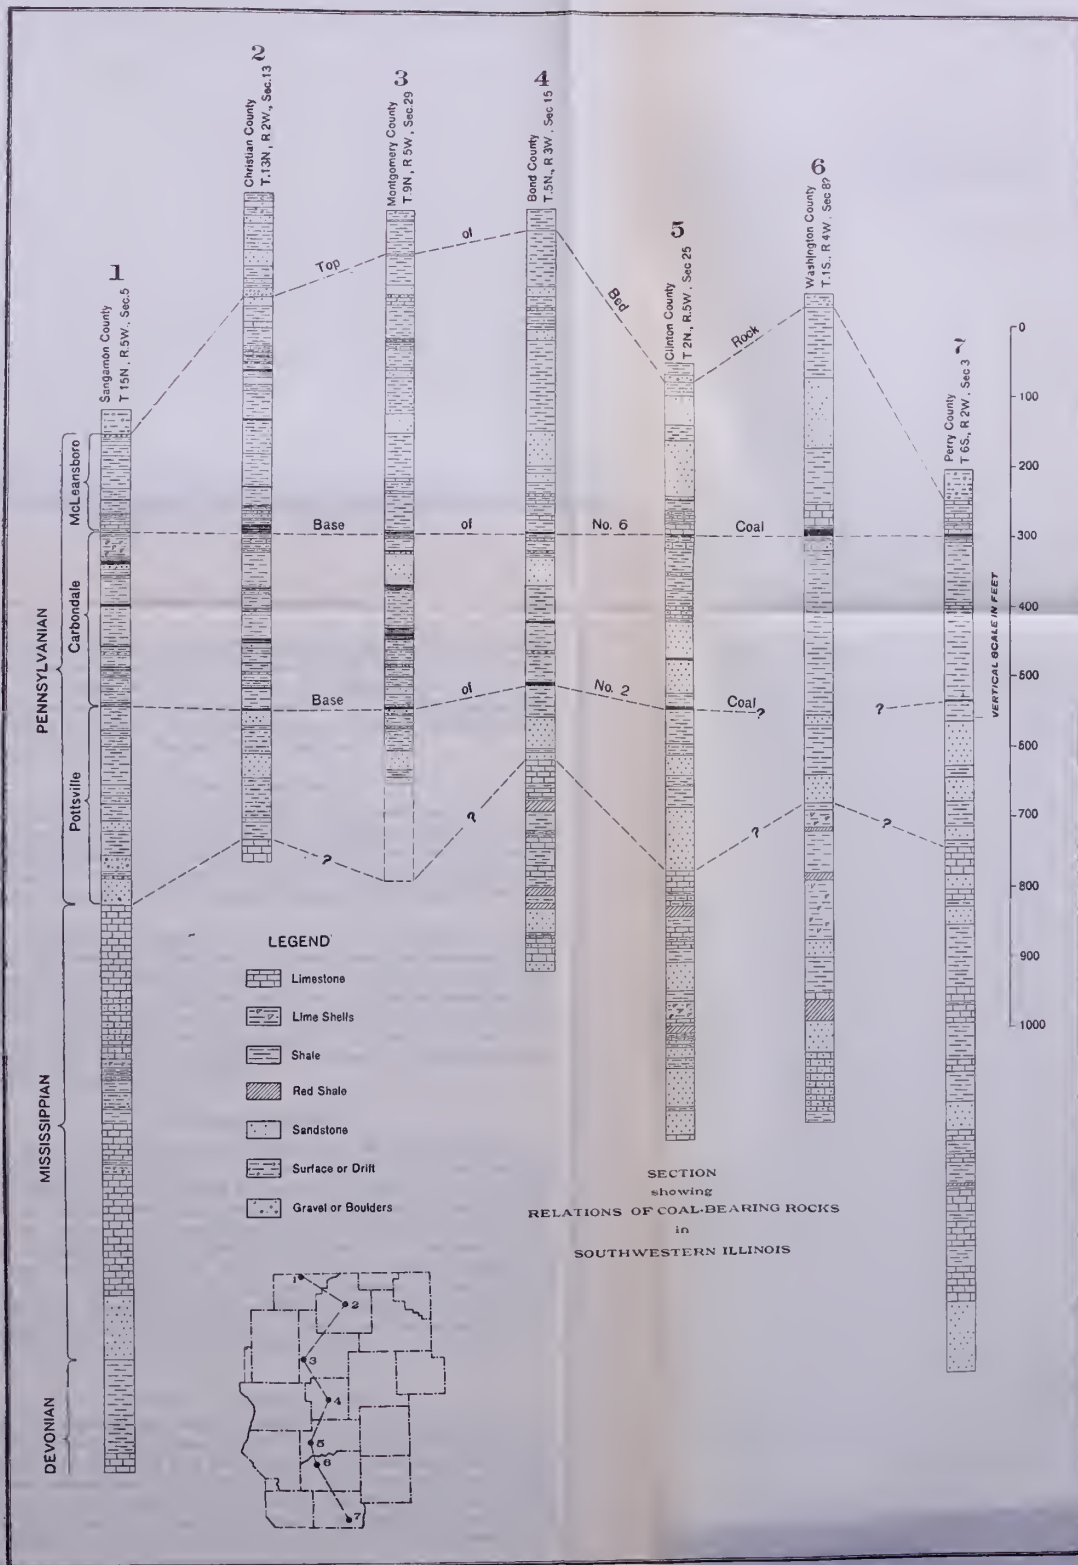 1
Sangamon County
T 15N., R.5W., Sec.5
2
Christian County
T.13N., R 2W., Sec.13
3
Montgomery County
T.9N., R 5W., Sec.29
4
Bond County
T.5N., R 3W., Sec 15
5
Clinton County
T 2N., R.5W., Sec 25
6
Washington County
T.1S., R 4W., Sec 8?
Perry County
T 6S., R 2W., Sec 3
Top of Bed Rock
Base of No. 6 Coal
Base of No. 2 Coal ? ?
? ? ? ?
PENNSYLVANIAN
McLeansboro
Carbondale
Pottsville
MISSISSIPPIAN
DEVONIAN
0
100
200
300
400
500
600
700
800
900
1000
VERTICAL SCALE IN FEET
LEGEND
Limestone
Lime Shells
Shale
Red Shale
Sandstone
Surface or Drift
Gravel or Boulders
SECTION
showing
RELATIONS OF COAL-BEARING ROCKS
in
SOUTHWESTERN ILLINOIS
1
2
3
4
5
6
7